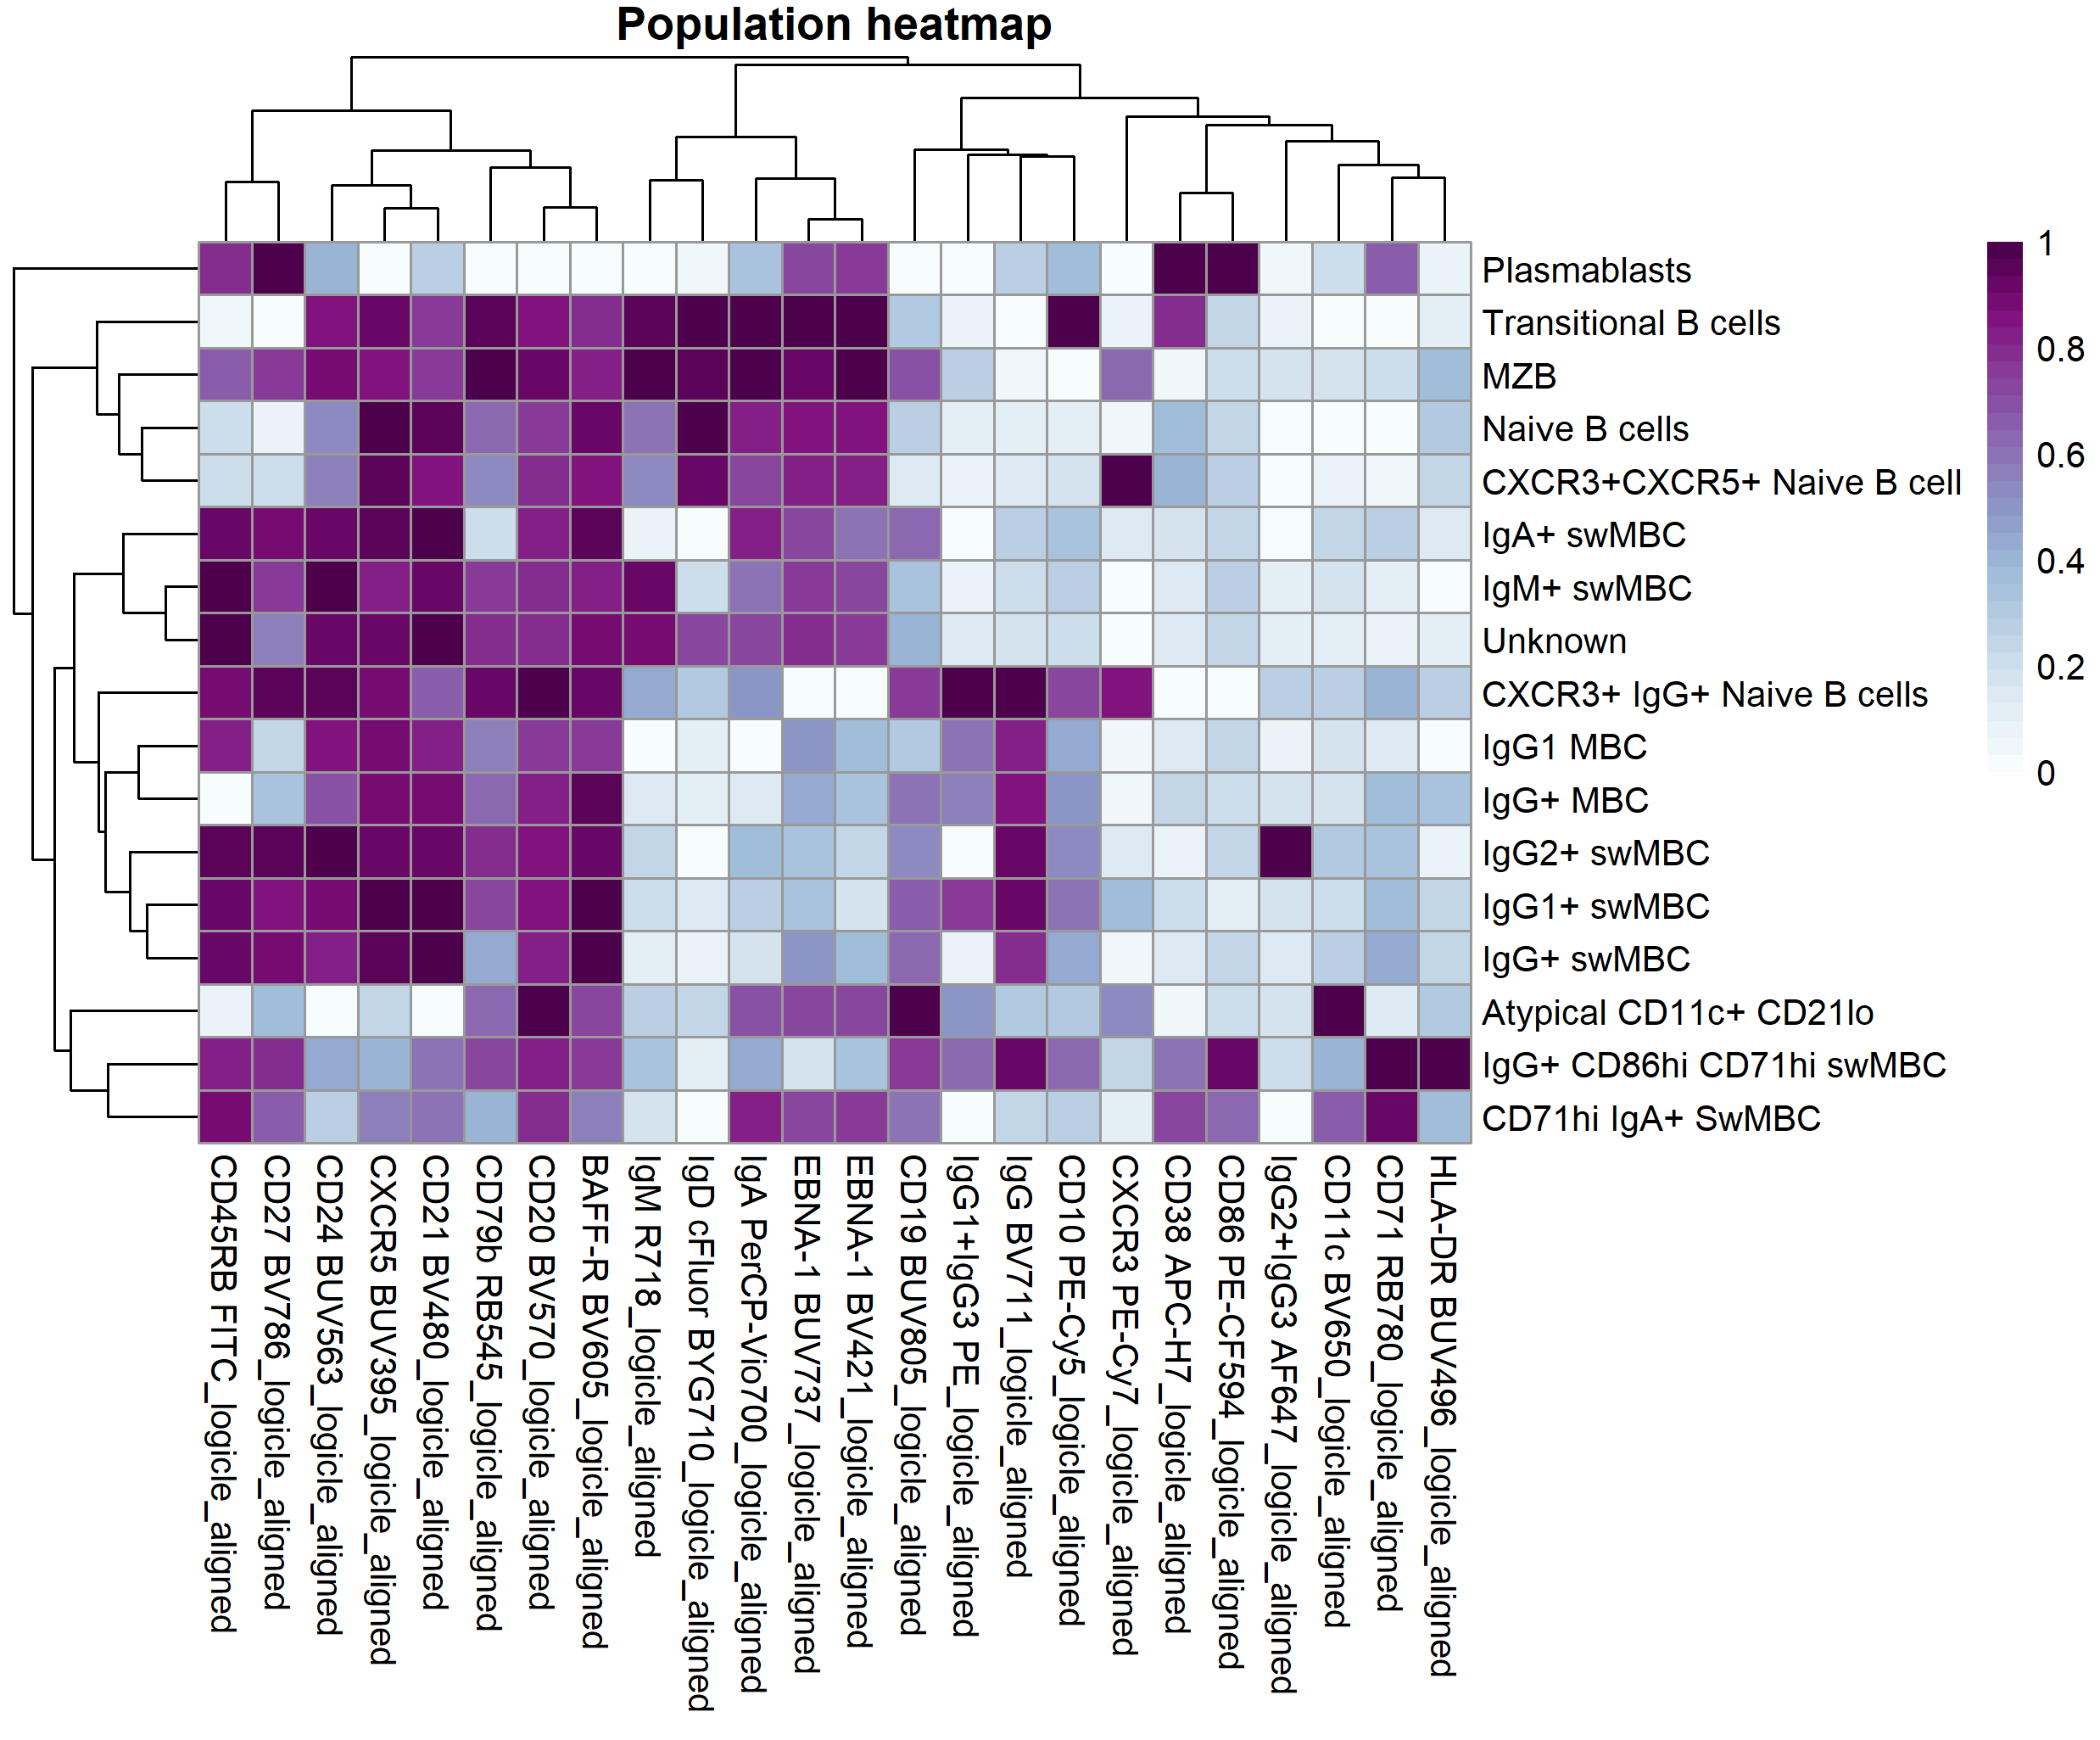 Population heatmap
Plasmablasts
Transitional B cells
MZB
Naive B cells
CXCR3+CXCR5+ Naive B cell
IgA+ swMBC
IgM+ swMBC
Unknown
CXCR3+ IgG+ Naive B cells
IgG1 MBC
IgG+ MBC
IgG2+ swMBC
IgG1+ swMBC
IgG+ swMBC
Atypical CD11c+ CD21lo
IgG+ CD86hi CD71hi swMBC
CD71hi IgA+ SwMBC
1
0.8
0.6
0.4
0.2
0
CD45RB FITC_logicle_aligned
CD27 BV786_logicle_aligned
CD24 BUV563_logicle_aligned
CXCR5 BUV395_logicle_aligned
CD21 BV480_logicle_aligned
CD79b RB545_logicle_aligned
CD20 BV570_logicle_aligned
BAFF-R BV605_logicle_aligned
IgM R718_logicle_aligned
IgD cFluor BYG710_logicle_aligned
IgA PerCP-Vio700_logicle_aligned
EBNA-1 BUV737_logicle_aligned
EBNA-1 BV421_logicle_aligned
CD19 BUV805_logicle_aligned
IgG1+IgG3 PE_logicle_aligned
IgG BV711_logicle_aligned
CD10 PE-Cy5_logicle_aligned
CXCR3 PE-Cy7_logicle_aligned
CD38 APC-H7_logicle_aligned
CD86 PE-CF594_logicle_aligned
IgG2+IgG3 AF647_logicle_aligned
CD11c BV650_logicle_aligned
CD71 RB780_logicle_aligned
HLA-DR BUV496_logicle_aligned